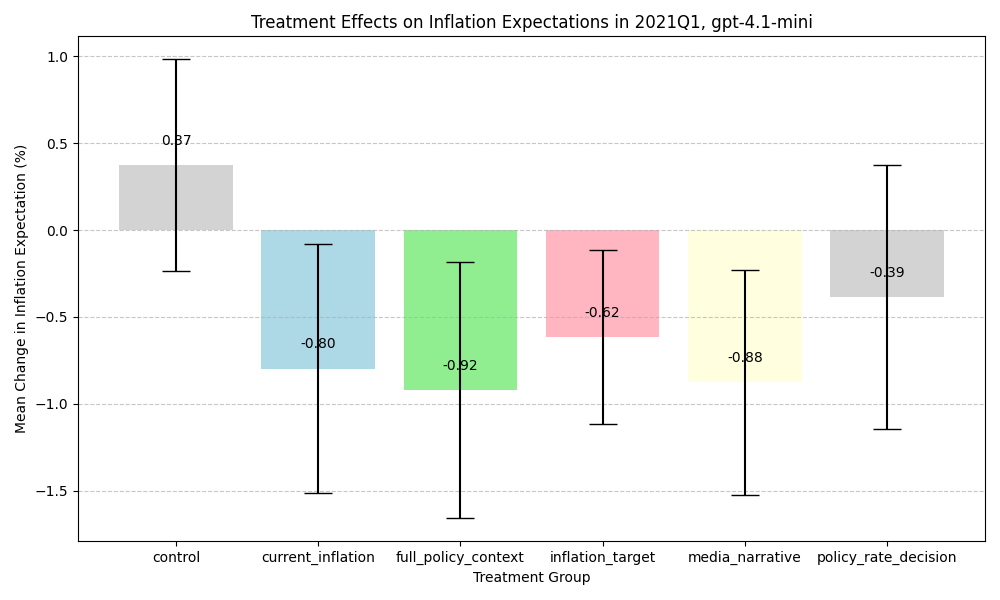 Treatment Effects on Inflation Expectations in 2021Q1, gpt-4.1-mini
Mean Change in Inflation Expectation (%)
1.0
0.5
0.0
−0.5
−1.0
−1.5
0.37
-0.80
-0.92
-0.62
-0.88
-0.39
control
current_inflation
full_policy_context
inflation_target
media_narrative
policy_rate_decision
Treatment Group